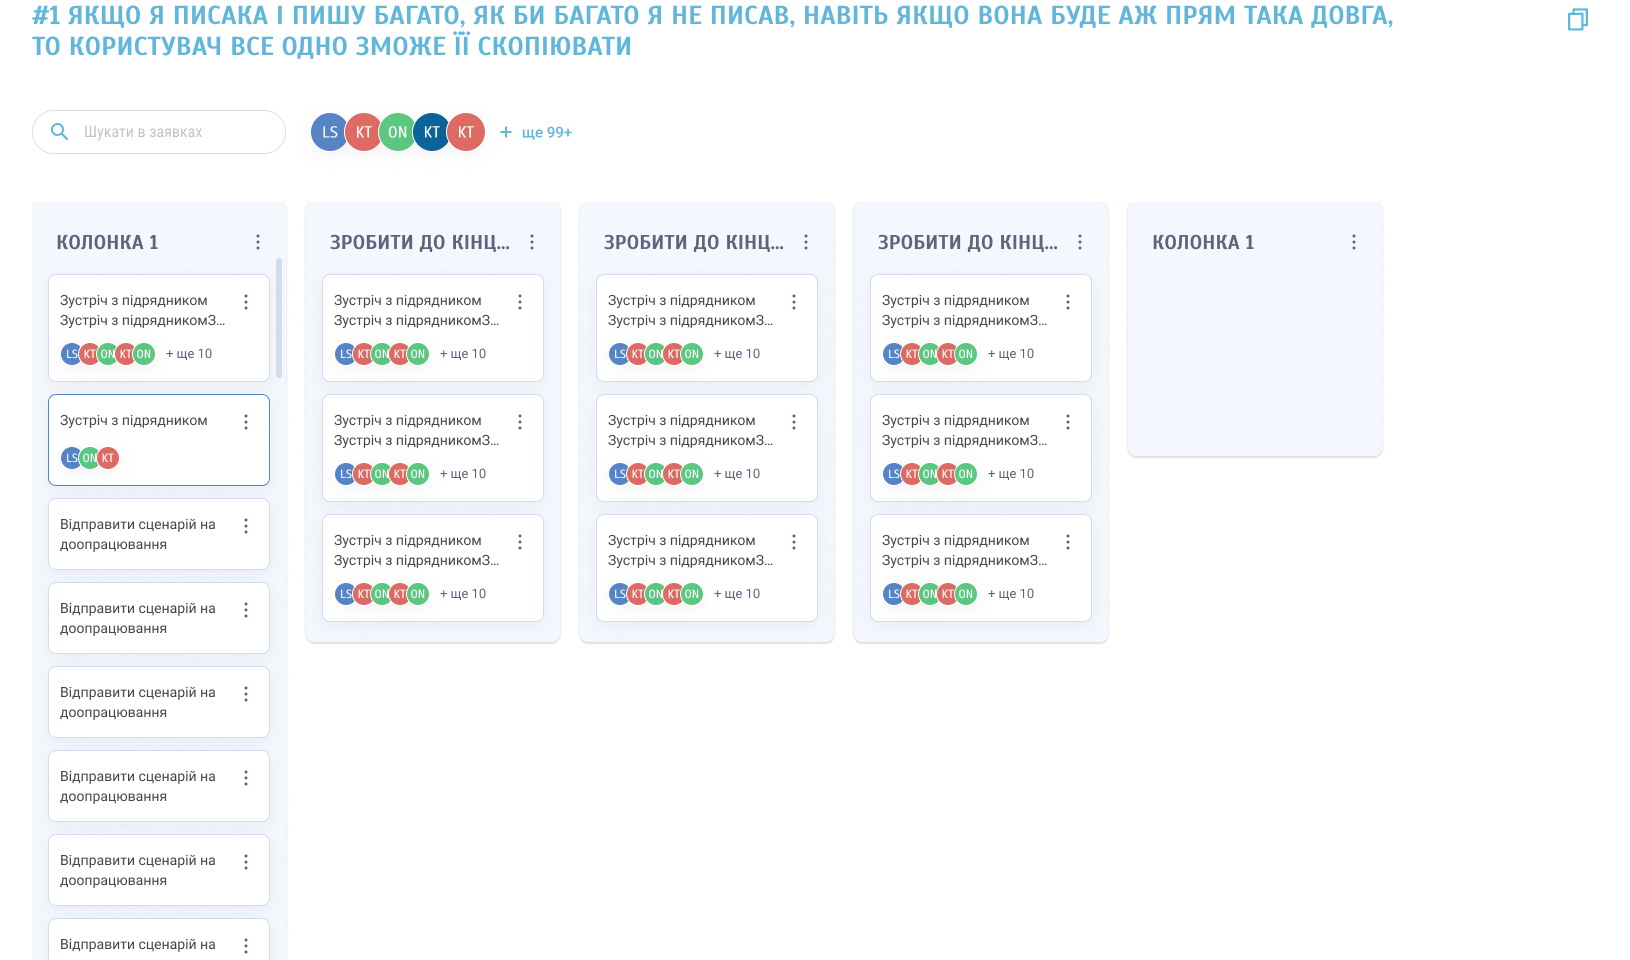 #1 ЯКЩО Я ПИСАКА І ПИШУ БАГАТО, ЯК БИ БАГАТО Я НЕ ПИСАВ, НАВІТЬ ЯКЩО ВОНА БУДЕ АЖ ПРЯМ ТАКА ДОВГА,
ТО КОРИСТУВАЧ ВСЕ ОДНО ЗМОЖЕ ЇЇ СКОПІЮВАТИ
Шукати в заявках
LS KT ON KT KT + ще 99+
КОЛОНКА 1
Зустріч з підрядником
Зустріч з підрядникомЗ...
LS KT ON KT ON + ще 10
Зустріч з підрядником
LS ON KT
Відправити сценарій на
доопрацювання
Відправити сценарій на
доопрацювання
Відправити сценарій на
доопрацювання
Відправити сценарій на
доопрацювання
Відправити сценарій на
доопрацювання
Відправити сценарій на
ЗРОБИТИ ДО КІНЦ...
Зустріч з підрядником
Зустріч з підрядникомЗ...
LS KT ON KT ON + ще 10
Зустріч з підрядником
Зустріч з підрядникомЗ...
LS KT ON KT ON + ще 10
Зустріч з підрядником
Зустріч з підрядникомЗ...
LS KT ON KT ON + ще 10
ЗРОБИТИ ДО КІНЦ...
Зустріч з підрядником
Зустріч з підрядникомЗ...
LS KT ON KT ON + ще 10
Зустріч з підрядником
Зустріч з підрядникомЗ...
LS KT ON KT ON + ще 10
Зустріч з підрядником
Зустріч з підрядникомЗ...
LS KT ON KT ON + ще 10
ЗРОБИТИ ДО КІНЦ...
Зустріч з підрядником
Зустріч з підрядникомЗ...
LS KT ON KT ON + ще 10
Зустріч з підрядником
Зустріч з підрядникомЗ...
LS KT ON KT ON + ще 10
Зустріч з підрядником
Зустріч з підрядникомЗ...
LS KT ON KT ON + ще 10
КОЛОНКА 1